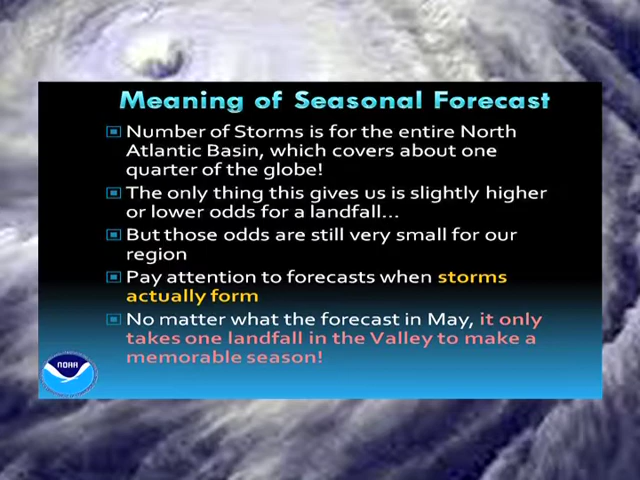 Meaning of Seasonal Forecast
Number of Storms is for the entire North
Atlantic Basin, which covers about one
quarter of the globe!
The only thing this gives us is slightly higher
or lower odds for a landfall...
But those odds are still very small for our
region
Pay attention to forecasts when storms
actually form
No matter what the forecast in May, it only
takes one landfall in the Valley to make a
memorable season!
NOAA